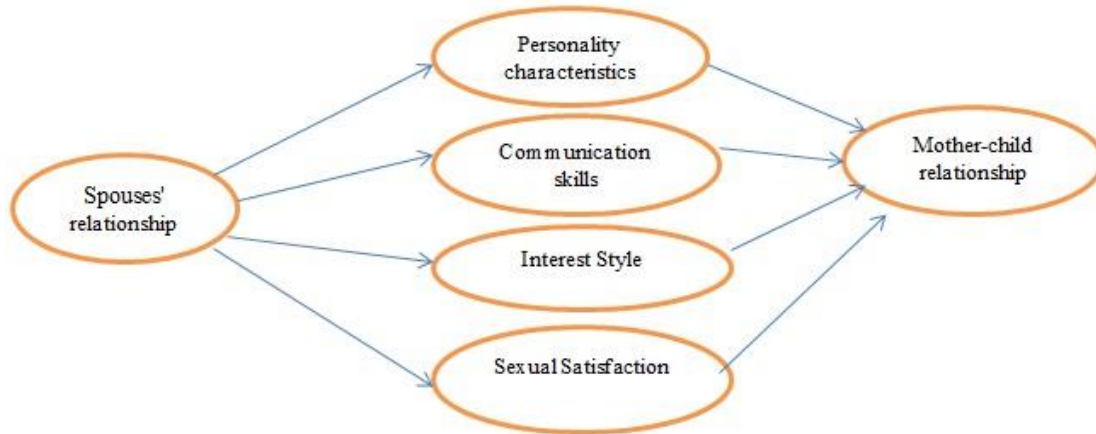 Spouses'
relationship
Personality
characteristics
Communication
skills
Interest Style
Sexual Satisfaction
Mother-child
relationship